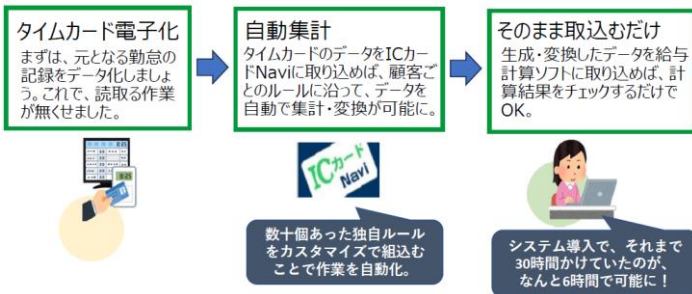 タイムカード電子化
まずは、元となる勤怠の
記録をデータ化しましょ
う。これで、読取る作業
が無くせました。
自動集計
タイムカードのデータをICカー
ドNaviに取り込めば、顧客ご
とのルールに沿って、データを
自動で集計・変換が可能に。
そのまま取込むだけ
生成・変換したデータを給与
計算ソフトに取り込めば、計
算結果をチェックするだけで
OK。
8:25
8:25
ICカード
Navi
数十個あった独自ルール
をカスタマイズで組込む
ことで作業を自動化。
システム導入で、それまで
30時間かけていたのが、
なんと6時間で可能に！